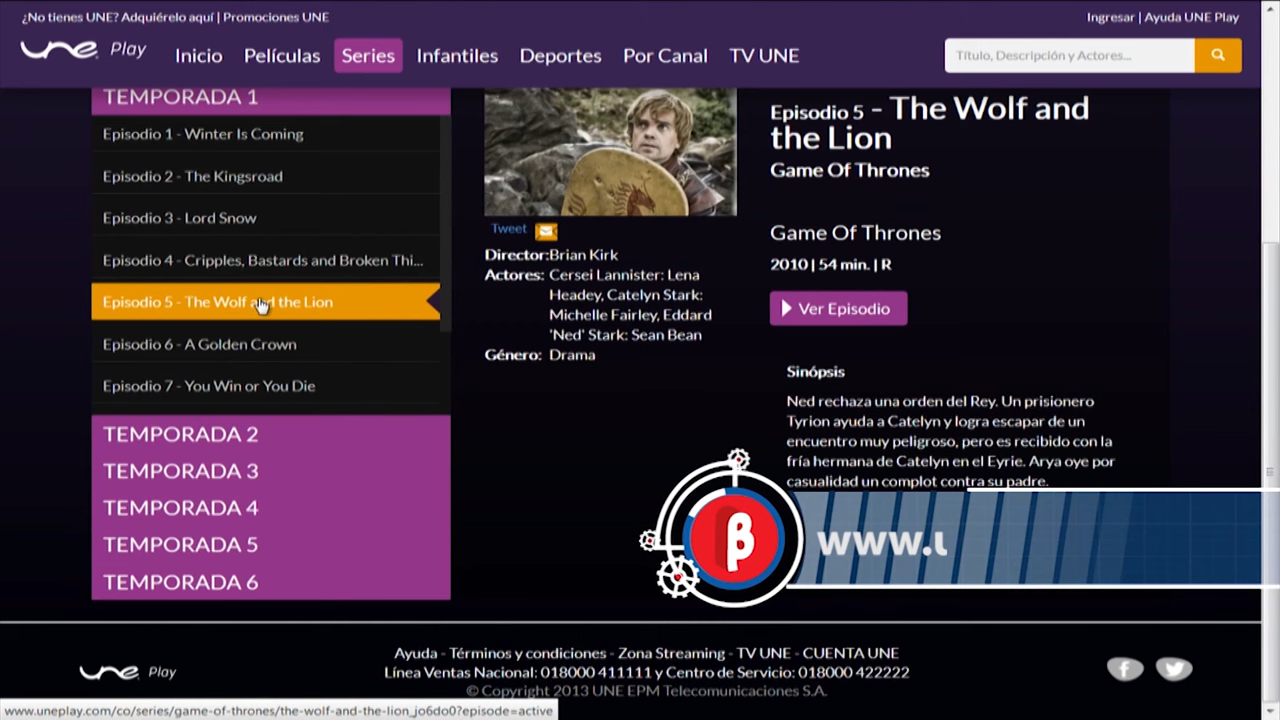 ¿No tienes UNE? Adquiérelo aquí | Promociones UNE
Ingresar | Ayuda UNE Play
une Play
Inicio
Películas
Series
Infantiles
Deportes
Por Canal
TV UNE
Título, Descripción y Actores...
TEMPORADA 1
Episodio 1 - Winter Is Coming
Episodio 2 - The Kingsroad
Episodio 3 - Lord Snow
Episodio 4 - Cripples, Bastards and Broken Thi...
Episodio 5 - The Wolf and the Lion
Episodio 6 - A Golden Crown
Episodio 7 - You Win or You Die
TEMPORADA 2
TEMPORADA 3
TEMPORADA 4
TEMPORADA 5
TEMPORADA 6
Tweet
Director:Brian Kirk
Actores: Cersei Lannister: Lena
Headey, Catelyn Stark:
Michelle Fairley, Eddard
'Ned' Stark: Sean Bean
Género: Drama
Episodio 5 - The Wolf and
the Lion
Game Of Thrones
Game Of Thrones
2010 | 54 min. | R
Ver Episodio
Sinópsis
Ned rechaza una orden del Rey. Un prisionero
Tyrion ayuda a Catelyn y logra escapar de un
encuentro muy peligroso, pero es recibido con la
fría hermana de Catelyn en el Eyrie. Arya oye por
casualidad un complot contra su padre.
β
WWW.
une Play
Ayuda - Términos y condiciones - Zona Streaming - TV UNE - CUENTA UNE
Línea Ventas Nacional: 018000 411111 y Centro de Servicio: 018000 422222
© Copyright 2013 UNE EPM Telecomunicaciones S.A.
www.uneplay.com/co/series/game-of-thrones/the-wolf-and-the-lion_jo6do0?episode=active